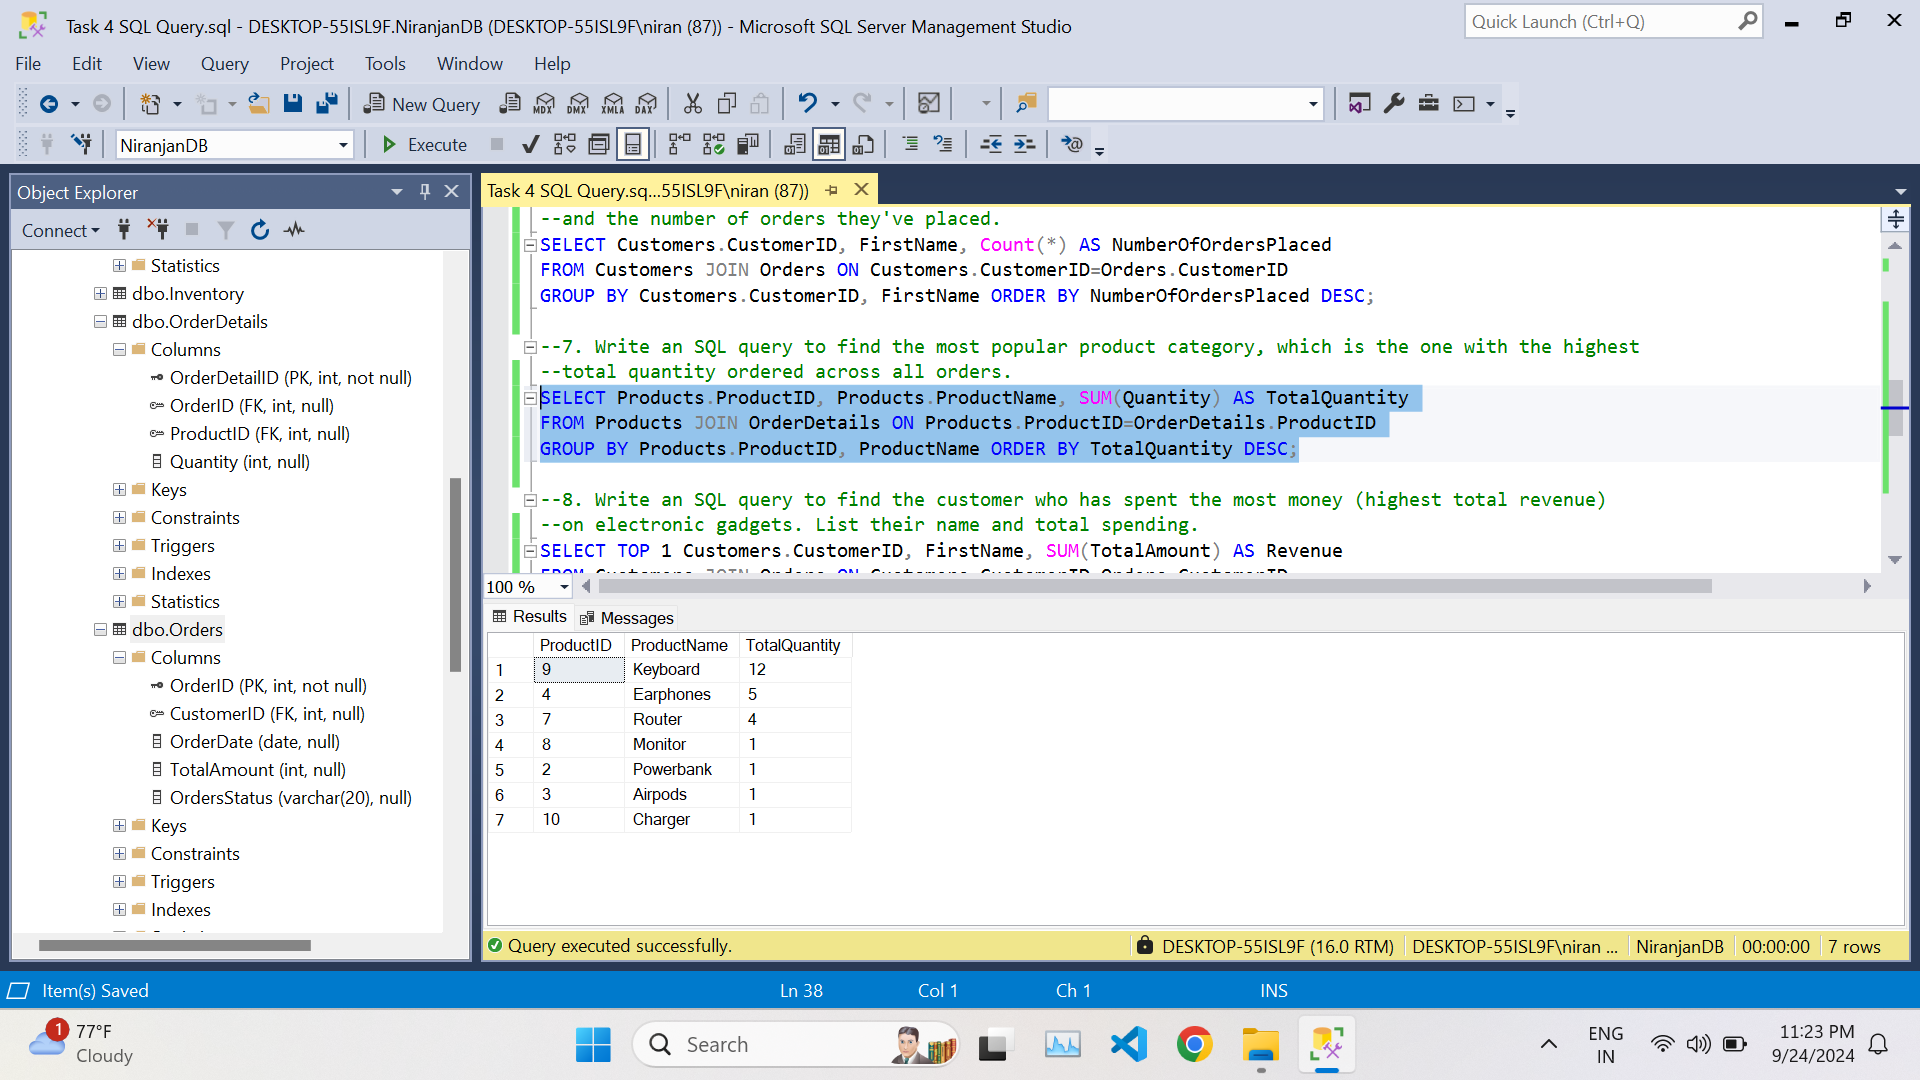 Task 4 SQL Query.sql - DESKTOP-55ISL9F.NiranjanDB (DESKTOP-55ISL9F\niran (87)) - Microsoft SQL Server Management Studio
Quick Launch (Ctrl+Q)
File Edit View Query Project Tools Window Help
New Query MDX DMX XMLA DAX
NiranjanDB Execute
Object Explorer
Connect
Statistics
dbo.Inventory
dbo.OrderDetails
Columns
OrderDetailID (PK, int, not null)
OrderID (FK, int, null)
ProductID (FK, int, null)
Quantity (int, null)
Keys
Constraints
Triggers
Indexes
Statistics
dbo.Orders
Columns
OrderID (PK, int, not null)
CustomerID (FK, int, null)
OrderDate (date, null)
TotalAmount (int, null)
OrdersStatus (varchar(20), null)
Keys
Constraints
Triggers
Indexes
Task 4 SQL Query.sq...55ISL9F\niran (87))
--and the number of orders they've placed.
SELECT Customers.CustomerID, FirstName, Count(*) AS NumberOfOrdersPlaced
FROM Customers JOIN Orders ON Customers.CustomerID=Orders.CustomerID
GROUP BY Customers.CustomerID, FirstName ORDER BY NumberOfOrdersPlaced DESC;
--7. Write an SQL query to find the most popular product category, which is the one with the highest
--total quantity ordered across all orders.
SELECT Products.ProductID, Products.ProductName, SUM(Quantity) AS TotalQuantity
FROM Products JOIN OrderDetails ON Products.ProductID=OrderDetails.ProductID
GROUP BY Products.ProductID, ProductName ORDER BY TotalQuantity DESC;
--8. Write an SQL query to find the customer who has spent the most money (highest total revenue)
--on electronic gadgets. List their name and total spending.
SELECT TOP 1 Customers.CustomerID, FirstName, SUM(TotalAmount) AS Revenue
FROM Customers JOIN Orders ON Customers.CustomerID=Orders.CustomerID
100 %
Results Messages
ProductID ProductName TotalQuantity
1 9 Keyboard 12
2 4 Earphones 5
3 7 Router 4
4 8 Monitor 1
5 2 Powerbank 1
6 3 Airpods 1
7 10 Charger 1
Query executed successfully. DESKTOP-55ISL9F (16.0 RTM) DESKTOP-55ISL9F\niran ... NiranjanDB 00:00:00 7 rows
Item(s) Saved Ln 38 Col 1 Ch 1 INS
1 77°F
Cloudy
Search
ENG
IN
11:23 PM
9/24/2024